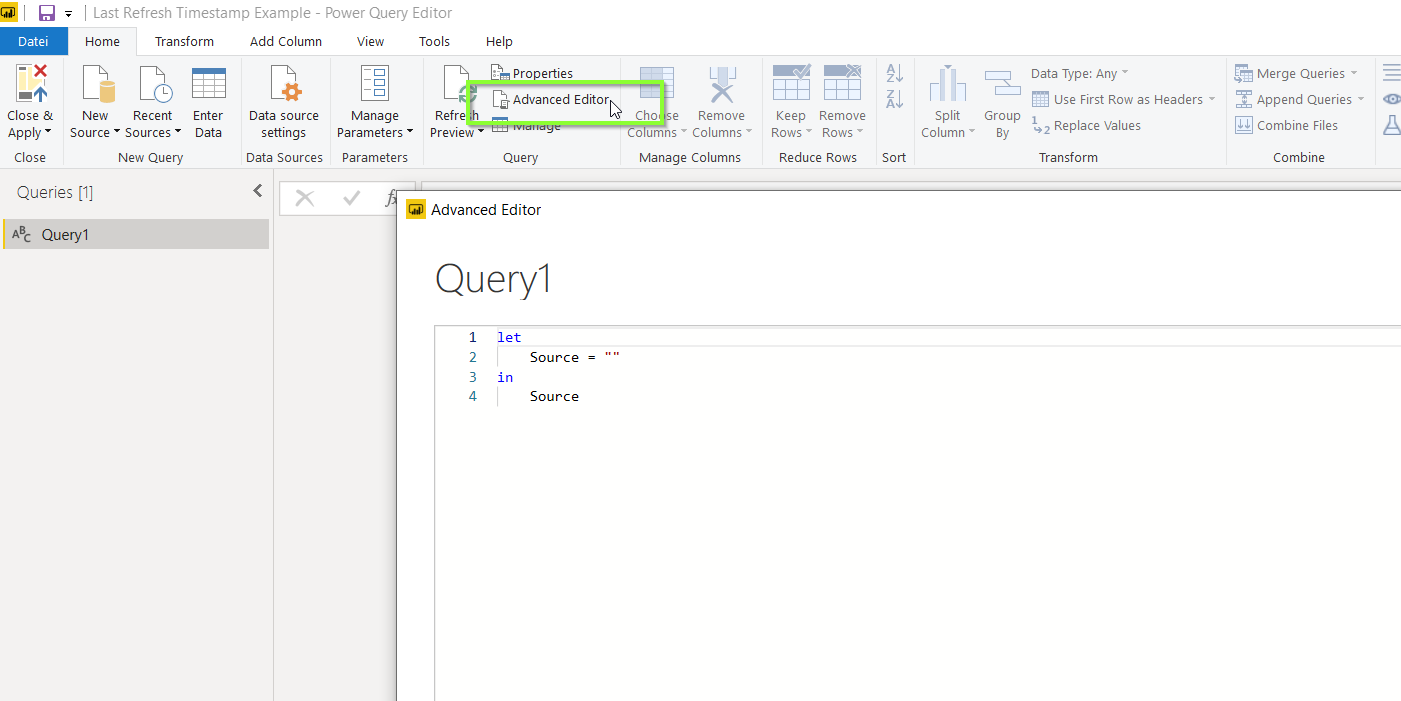 Last Refresh Timestamp Example - Power Query Editor
Datei Home Transform Add Column View Tools Help
Close & Apply
Close
New Source
Recent Sources
Enter Data
New Query
Data source settings
Data Sources
Manage Parameters
Parameters
Refresh Preview
Properties
Advanced Editor
Manage
Query
Choose Columns
Remove Columns
Manage Columns
Keep Rows
Remove Rows
Reduce Rows
A Z
Z A
Sort
Split Column
Group By
Data Type: Any
Use First Row as Headers
1 2 Replace Values
Transform
Merge Queries
Append Queries
Combine Files
Combine
Queries [1]
ABC Query1
fx
Advanced Editor
Query1
1 let
2 Source = ""
3 in
4 Source